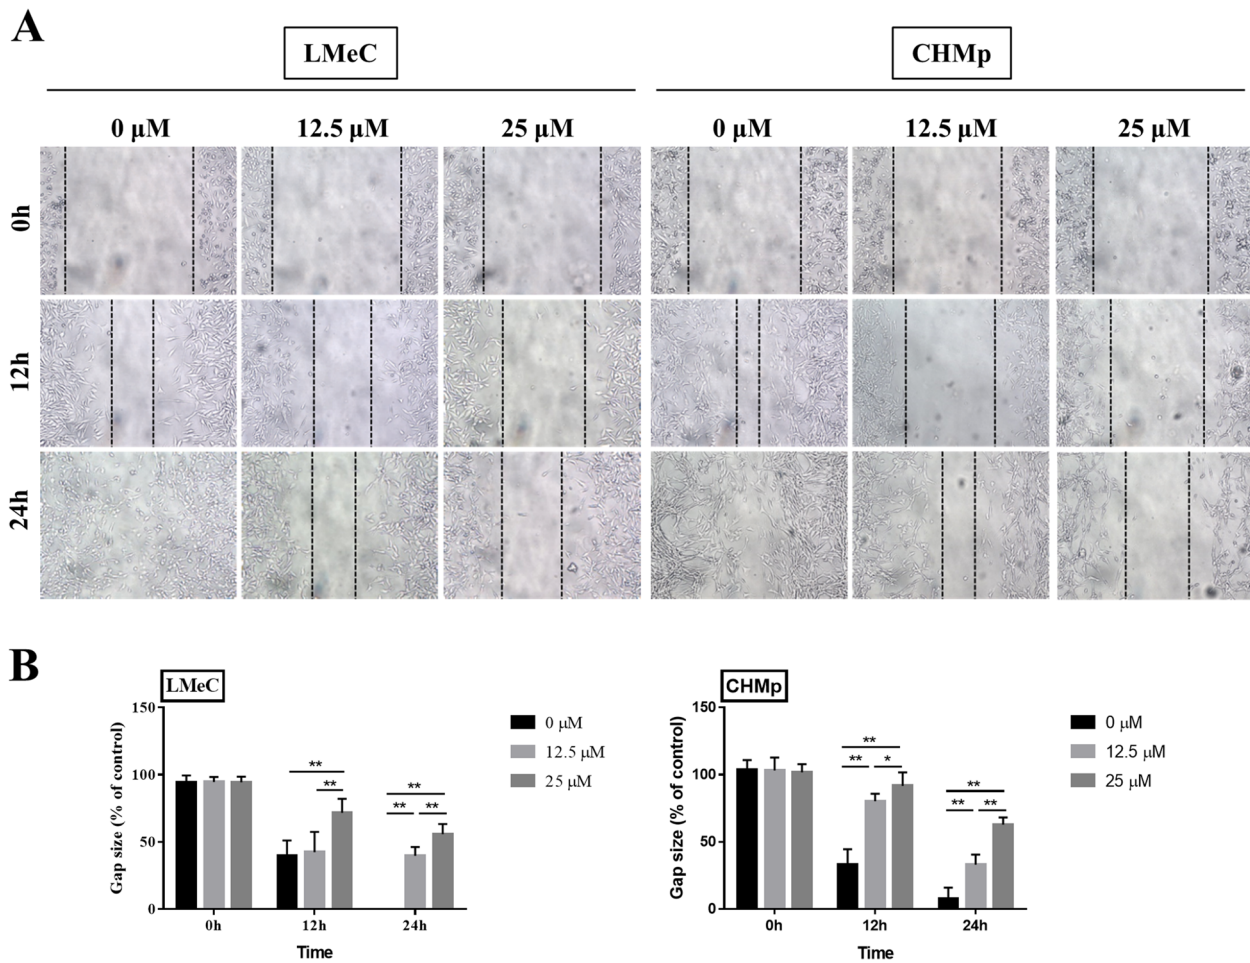 A
LMeC
CHMp
0 μM 12.5 μM 25 μM 0 μM 12.5 μM 25 μM
0h
12h
24h
B
LMeC
Gap size (% of control)
150
100
50
0
** **
** ** **
0h 12h 24h
Time
0 μM
12.5 μM
25 μM
CHMp
Gap size (% of control)
150
100
50
0
** ** *
** ** **
0h 12h 24h
Time
0 μM
12.5 μM
25 μM